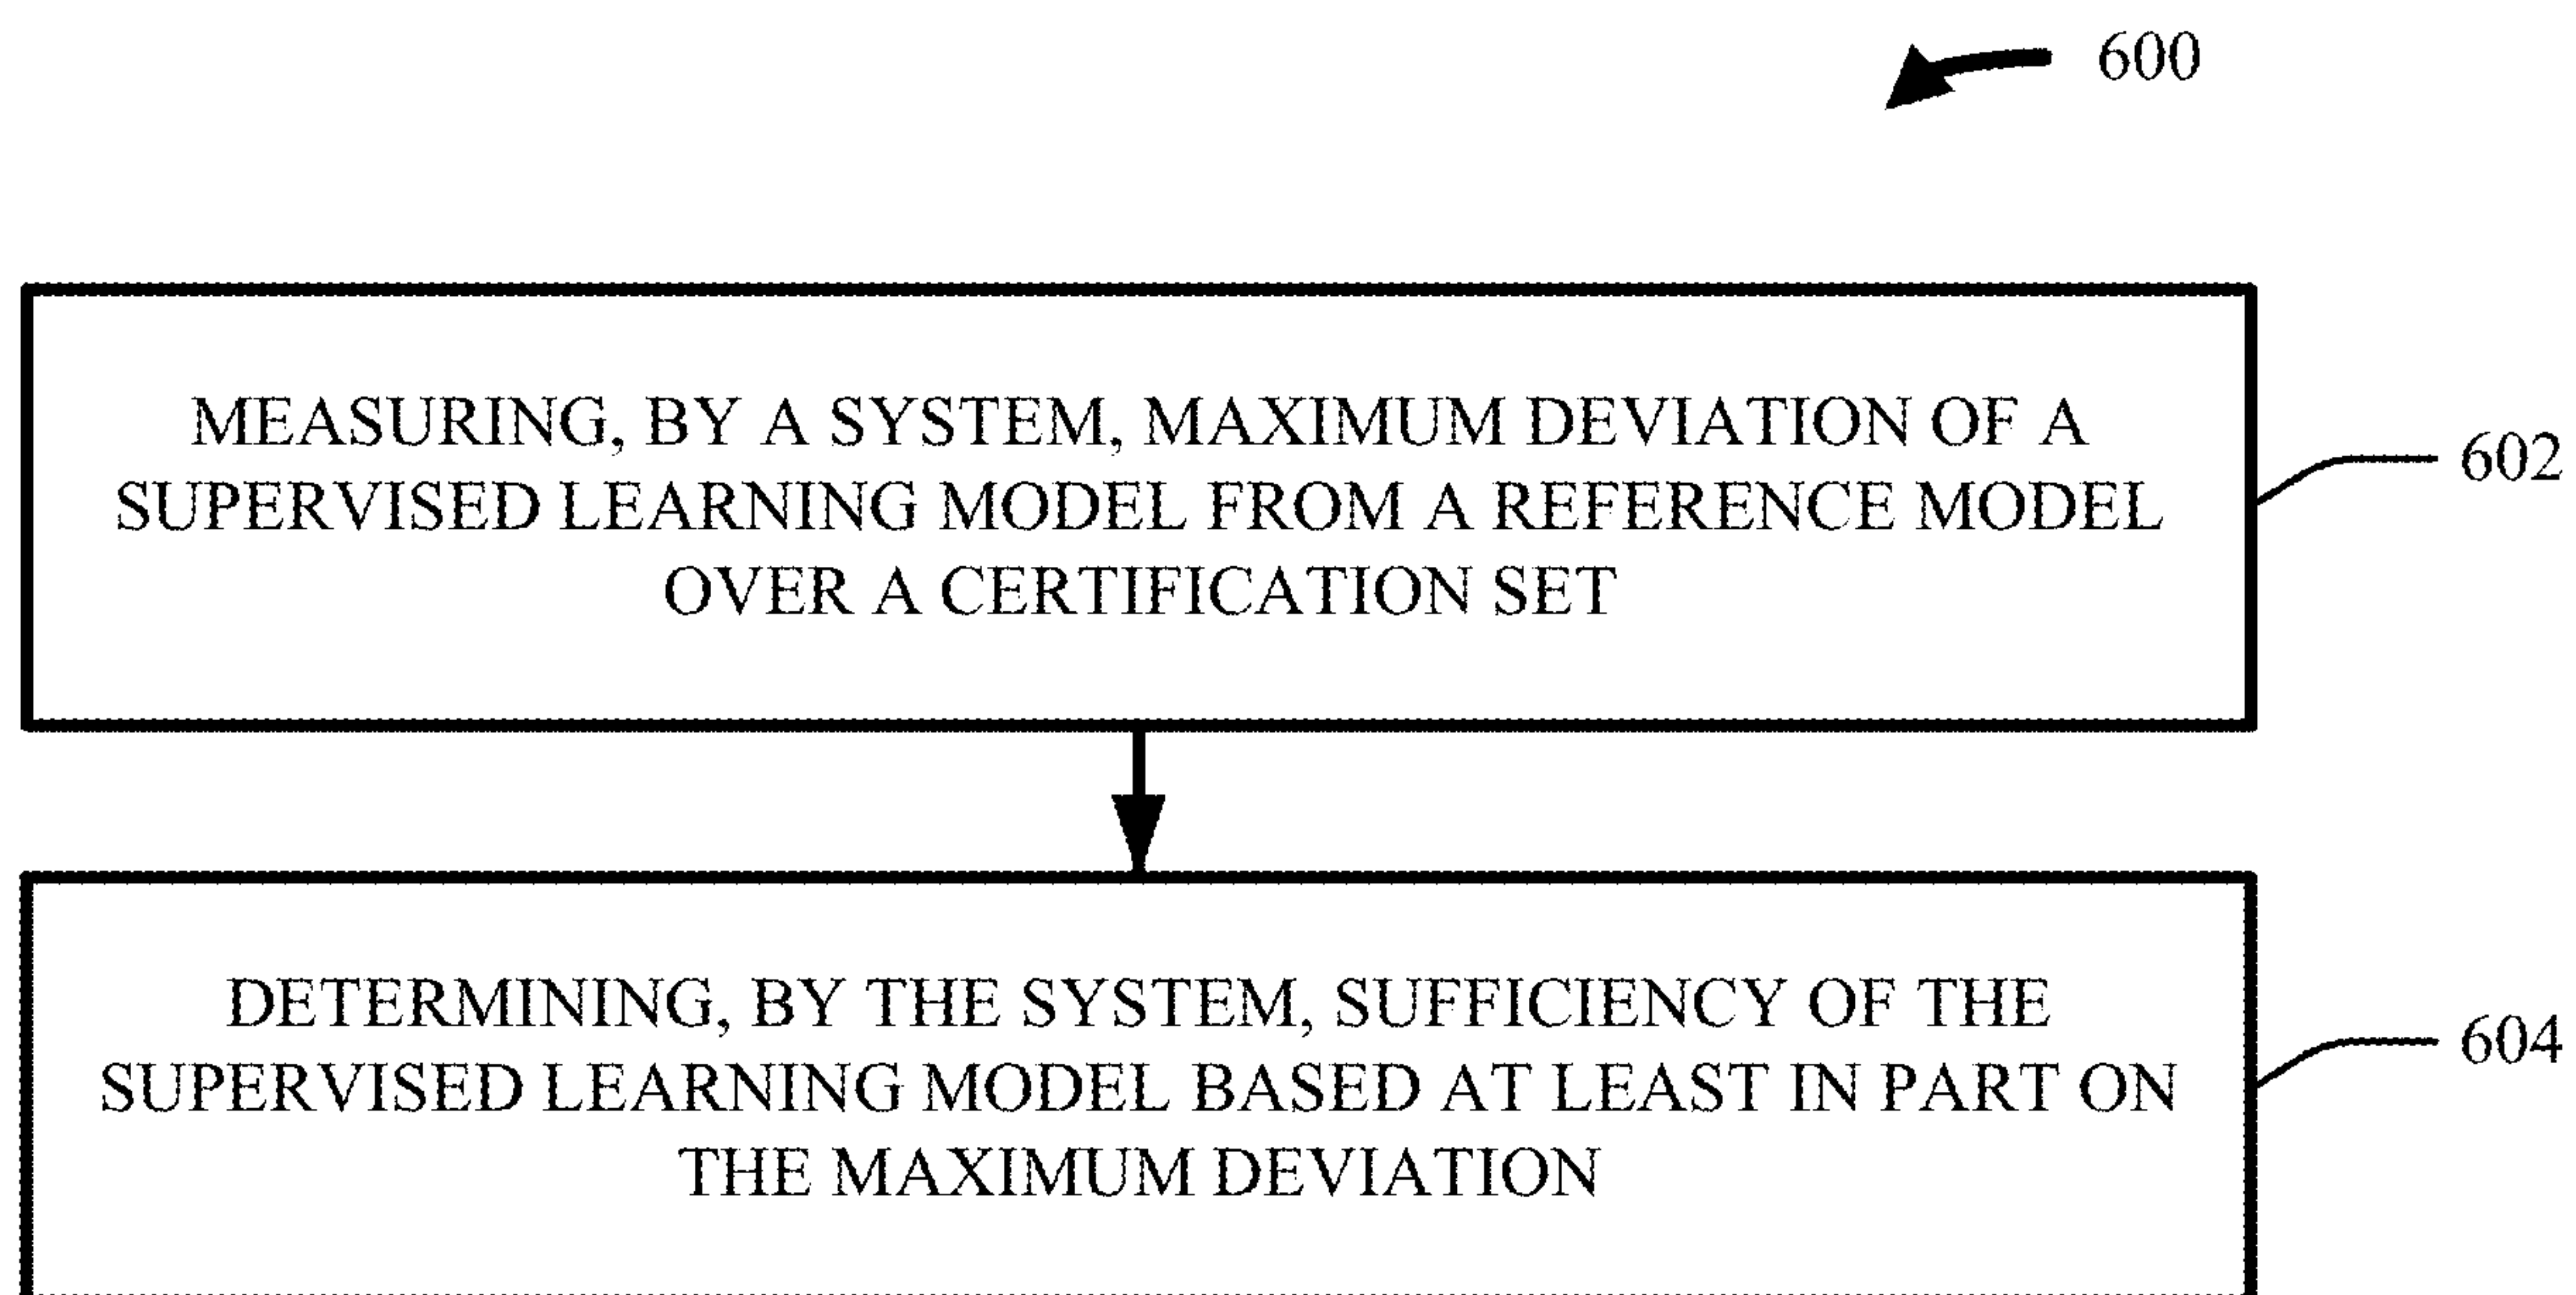 600
MEASURING, BY A SYSTEM, MAXIMUM DEVIATION OF A
SUPERVISED LEARNING MODEL FROM A REFERENCE MODEL
OVER A CERTIFICATION SET
602
DETERMINING, BY THE SYSTEM, SUFFICIENCY OF THE
SUPERVISED LEARNING MODEL BASED AT LEAST IN PART ON
THE MAXIMUM DEVIATION
604